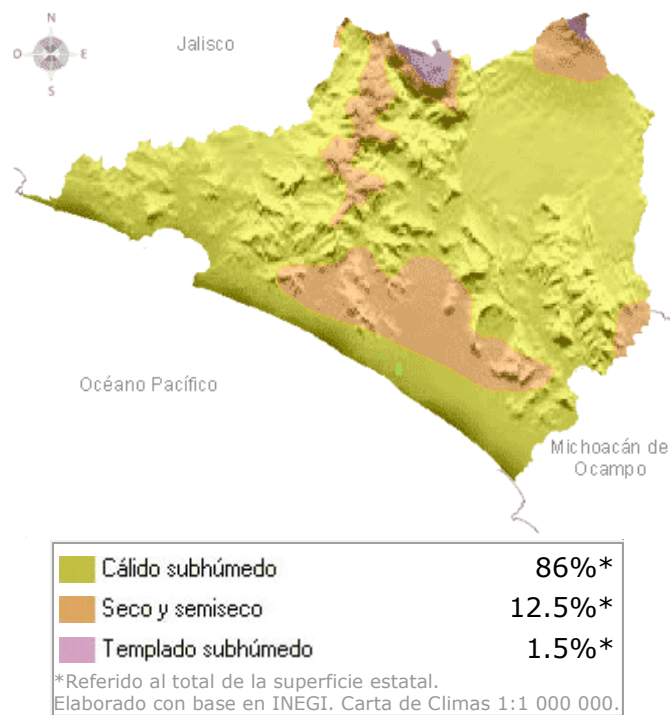 N
Jalisco
O
E
S
Océano Pacífico
Michoacán de
Ocampo
Cálido subhúmedo 86%*
Seco y semiseco 12.5%*
Templado subhúmedo 1.5%*
*Referido al total de la superficie estatal.
Elaborado con base en INEGI. Carta de Climas 1:1 000 000.